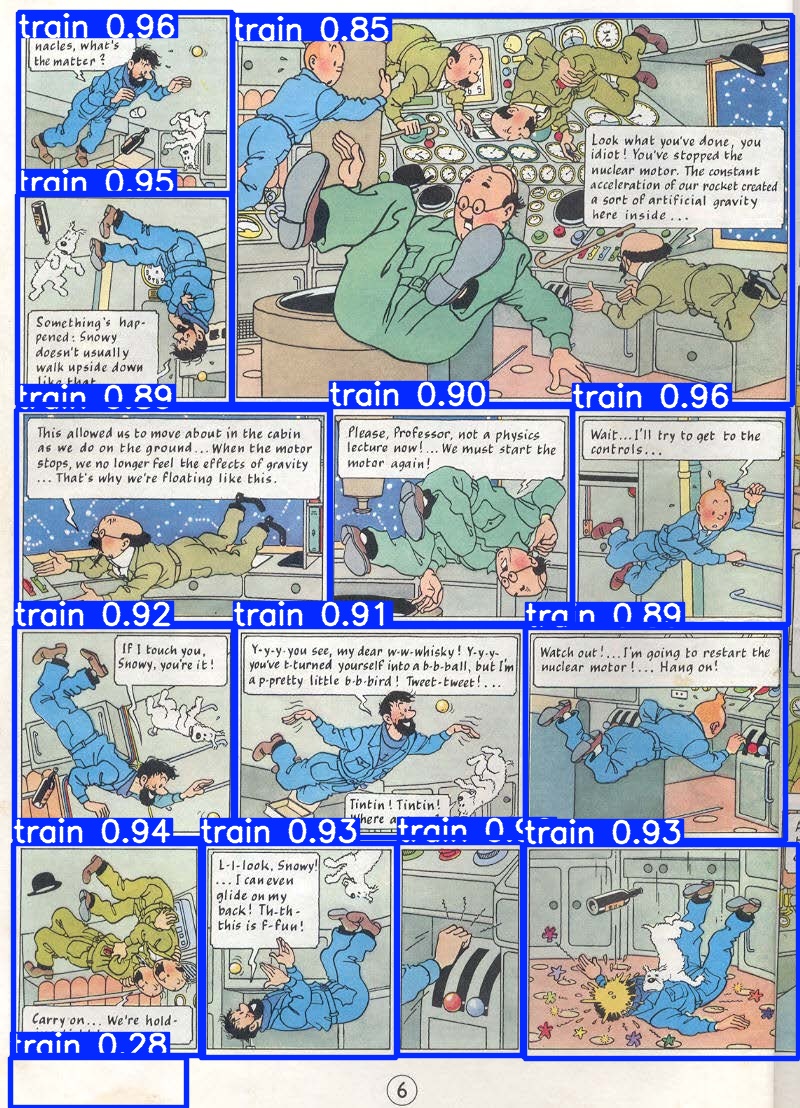 train 0.96
nacles, what's
the matter?
train 0.85
Look what you've done, you
idiot! You've stopped the
nuclear motor. The constant
acceleration of our rocket created
a sort of artificial gravity
here inside...
train 0.95
Something's hap-
pened: Snowy
doesn't usually
walk upside down
like that
train 0.89
This allowed us to move about in the cabin
as we do on the ground... When the motor
stops, we no longer feel the effects of gravity
... That's why we're floating like this.
train 0.90
Please, Professor, not a physics
lecture now!... We must start the
motor again!
train 0.96
Wait...I'll try to get to the
controls...
train 0.92
If I touch you,
Snowy, you're it!
train 0.91
Y-y-y-you see, my dear w-w-whisky! Y-y-y-
you've t-turned yourself into a b-b-ball, but I'm
a p-pretty little b-b-bird! Tweet-tweet!...
Tintin! Tintin!
Where a
train 0.89
Watch out!...I'm going to restart the
nuclear motor!... Hang on!
train 0.94
Carry on... We're hold-
train 0.93
L-l-look, Snowy!
...I can even
glide on my
back! Th-th-
this is f-fun!
train
train 0.93
train 0.28
6